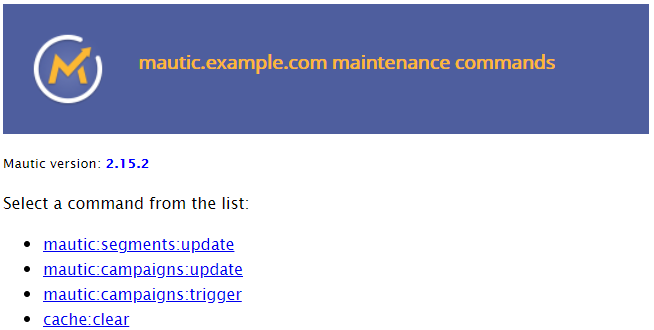 mautic.example.com maintenance commands
Mautic version: 2.15.2
Select a command from the list:
mautic:segments:update
mautic:campaigns:update
mautic:campaigns:trigger
cache:clear